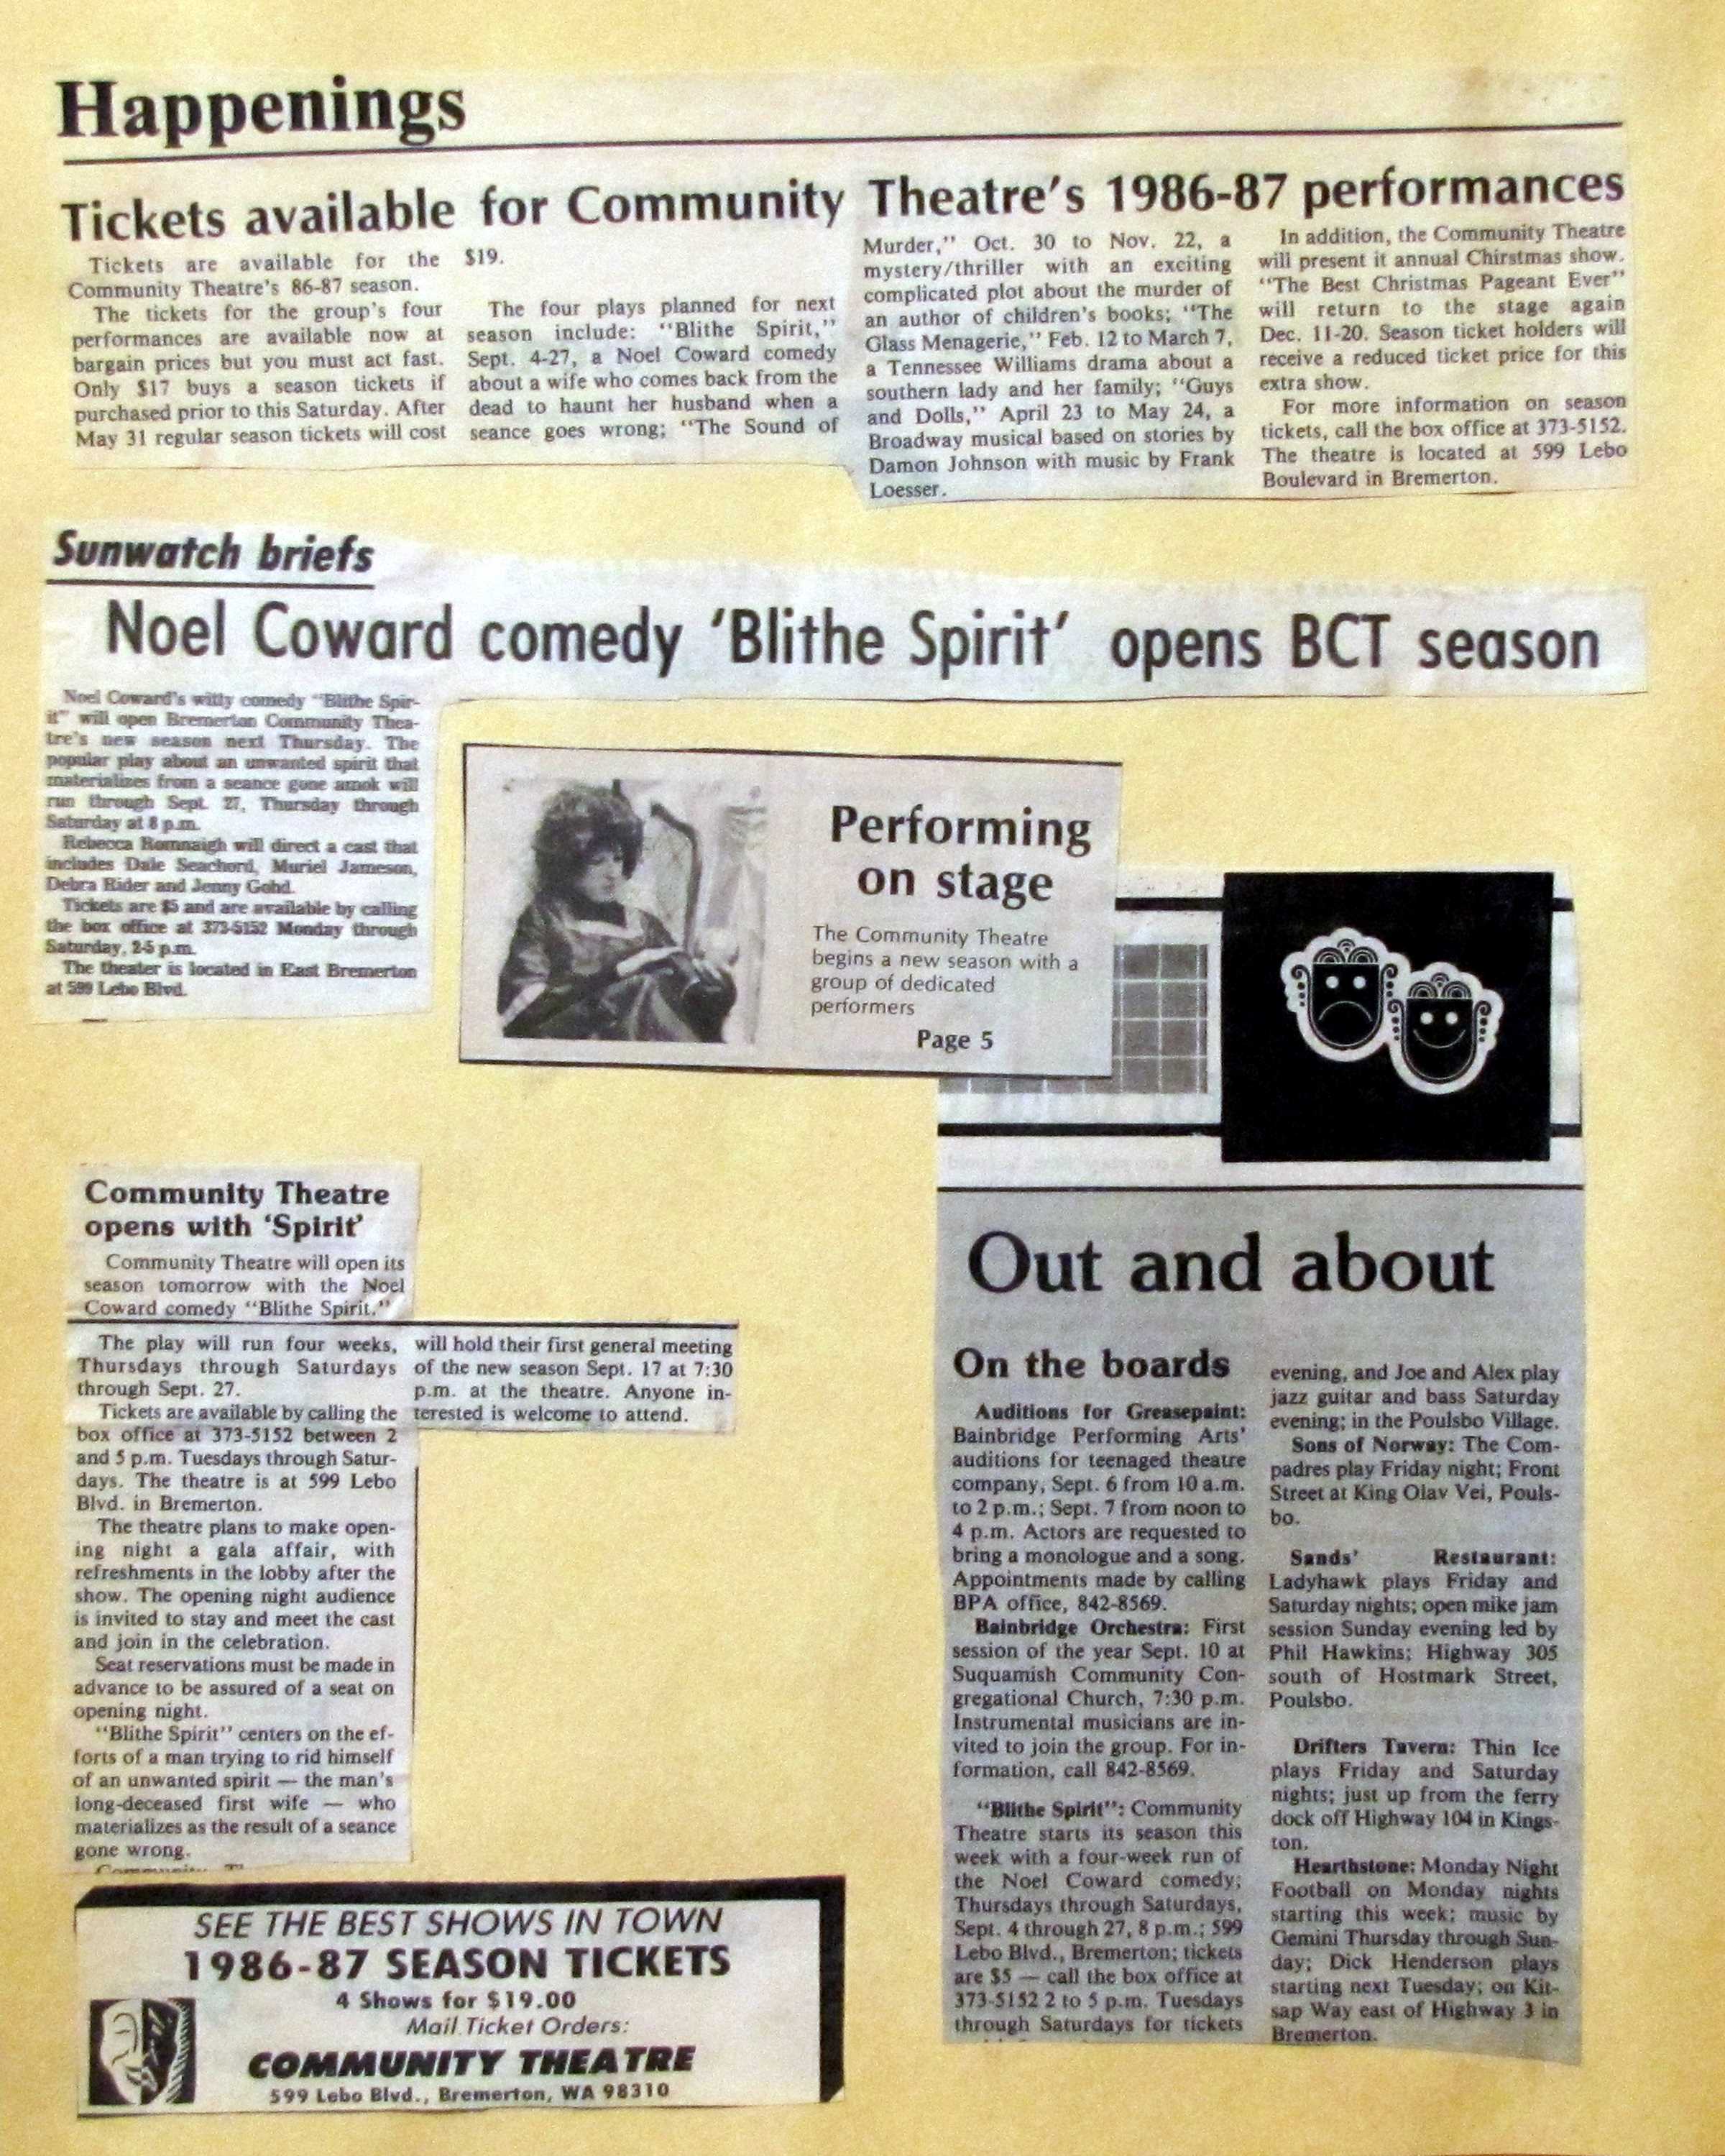 Happenings
Tickets available for Community Theatre's 1986-87 performances
Tickets are available for the
Community Theatre's 86-87 season.
The tickets for the group's four
performances are available now at
bargain prices but you must act fast.
Only $17 buys a season tickets if
purchased prior to this Saturday. After
May 31 regular season tickets will cost
$19.
The four plays planned for next
season include: "Blithe Spirit,"
Sept. 4-27, a Noel Coward comedy
about a wife who comes back from the
dead to haunt her husband when a
seance goes wrong; "The Sound of
Murder," Oct. 30 to Nov. 22, a
mystery/thriller with an exciting
complicated plot about the murder of
an author of children's books; "The
Glass Menagerie," Feb. 12 to March 7,
a Tennessee Williams drama about a
southern lady and her family; "Guys
and Dolls," April 23 to May 24, a
Broadway musical based on stories by
Damon Johnson with music by Frank
Loesser.
In addition, the Community Theatre
will present it annual Chirstmas show.
"The Best Christmas Pageant Ever"
will return to the stage again
Dec. 11-20. Season ticket holders will
receive a reduced ticket price for this
extra show.
For more information on season
tickets, call the box office at 373-5152.
The theatre is located at 599 Lebo
Boulevard in Bremerton.
Sunwatch briefs
Noel Coward comedy 'Blithe Spirit' opens BCT season
Noel Coward's witty comedy "Blithe Spir-
it" will open Bremerton Community Thea-
tre's new season next Thursday. The
popular play about an unwanted spirit that
materializes from a seance gone amok will
run through Sept. 27, Thursday through
Saturday at 8 p.m.
Rebecca Romnaigh will direct a cast that
includes Dale Seachord, Muriel Jameson,
Debra Rider and Jenny Gohd.
Tickets are $5 and are available by calling
the box office at 373-5152 Monday through
Saturday, 2-5 p.m.
The theater is located in East Bremerton
at 599 Lebo Blvd.
Performing
on stage
The Community Theatre
begins a new season with a
group of dedicated
performers
Page 5
Community Theatre
opens with 'Spirit'
Community Theatre will open its
season tomorrow with the Noel
Coward comedy "Blithe Spirit."
The play will run four weeks,
Thursdays through Saturdays
through Sept. 27.
Tickets are available by calling the
box office at 373-5152 between 2
and 5 p.m. Tuesdays through Satur-
days. The theatre is at 599 Lebo
Blvd. in Bremerton.
The theatre plans to make open-
ing night a gala affair, with
refreshments in the lobby after the
show. The opening night audience
is invited to stay and meet the cast
and join in the celebration.
Seat reservations must be made in
advance to be assured of a seat on
opening night.
"Blithe Spirit" centers on the ef-
forts of a man trying to rid himself
of an unwanted spirit — the man's
long-deceased first wife — who
materializes as the result of a seance
gone wrong.
will hold their first general meeting
of the new season Sept. 17 at 7:30
p.m. at the theatre. Anyone in-
terested is welcome to attend.
SEE THE BEST SHOWS IN TOWN
1986-87 SEASON TICKETS
4 Shows for $19.00
Mail Ticket Orders:
COMMUNITY THEATRE
599 Lebo Blvd., Bremerton, WA 98310
Out and about
On the boards
Auditions for Greasepaint:
Bainbridge Performing Arts'
auditions for teenaged theatre
company, Sept. 6 from 10 a.m.
to 2 p.m.; Sept. 7 from noon to
4 p.m. Actors are requested to
bring a monologue and a song.
Appointments made by calling
BPA office, 842-8569.
Bainbridge Orchestra: First
session of the year Sept. 10 at
Suquamish Community Con-
gregational Church, 7:30 p.m.
Instrumental musicians are in-
vited to join the group. For in-
formation, call 842-8569.
"Blithe Spirit": Community
Theatre starts its season this
week with a four-week run of
the Noel Coward comedy;
Thursdays through Saturdays,
Sept. 4 through 27, 8 p.m.; 599
Lebo Blvd., Bremerton; tickets
are $5 — call the box office at
373-5152 2 to 5 p.m. Tuesdays
through Saturdays for tickets
evening, and Joe and Alex play
jazz guitar and bass Saturday
evening; in the Poulsbo Village.
Sons of Norway: The Com-
padres play Friday night; Front
Street at King Olav Vei, Pouls-
bo.
Sands' Restaurant:
Ladyhawk plays Friday and
Saturday nights; open mike jam
session Sunday evening led by
Phil Hawkins; Highway 305
south of Hostmark Street,
Poulsbo.
Drifters Tavern: Thin Ice
plays Friday and Saturday
nights; just up from the ferry
dock off Highway 104 in Kings-
ton.
Hearthstone: Monday Night
Football on Monday nights
starting this week; music by
Gemini Thursday through Sun-
day; Dick Henderson plays
starting next Tuesday; on Kit-
sap Way east of Highway 3 in
Bremerton.